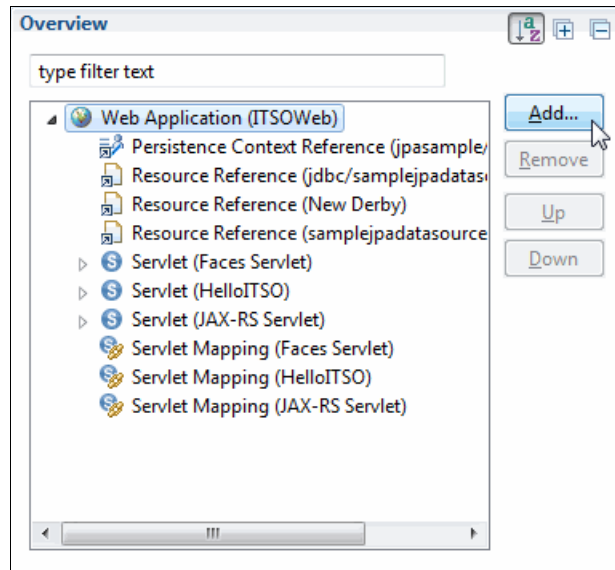 Overview
type filter text
Web Application (ITSOWeb)
Persistence Context Reference (jpasample/
Resource Reference (jdbc/samplejpadatas
Resource Reference (New Derby)
Resource Reference (samplejpadatasource
Servlet (Faces Servlet)
Servlet (HelloITSO)
Servlet (JAX-RS Servlet)
Servlet Mapping (Faces Servlet)
Servlet Mapping (HelloITSO)
Servlet Mapping (JAX-RS Servlet)
Add...
Remove
Up
Down